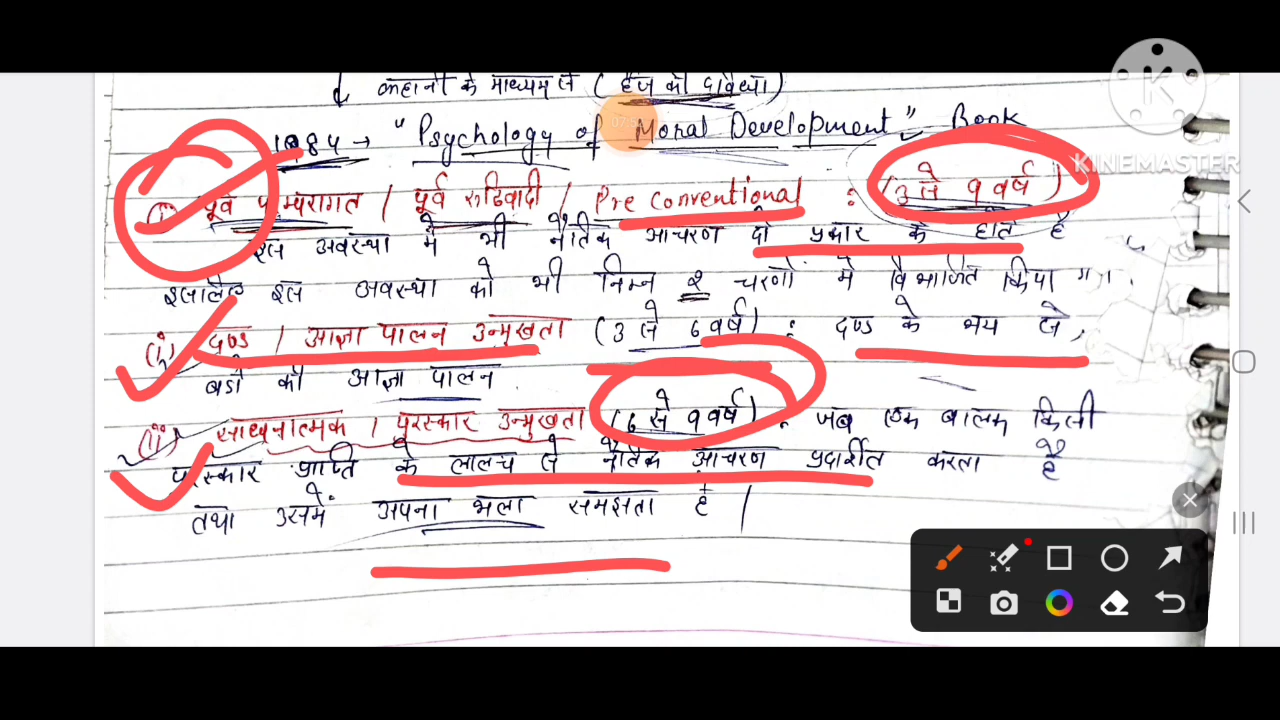 कहानी के माध्यम से ( हैंज की दुविधा )
1984 → "Psychology of Moral Development" Book
① पूर्व परम्परागत / पूर्व रूढिवादी / Pre conventional : (3 से 9 वर्ष )
इस अवस्था में भी नैतिक आचरण दो प्रकार के होते है
इसलिए इस अवस्था को भी निम्न 2 चरणों मे विभाजित किया
(i) दण्ड / आज्ञा पालन उन्मुखता ( 3 से 6 वर्ष ) : दण्ड के भय से ,
बडो की आज्ञा पालन
(ii) साधनात्मक / पुरस्कार उन्मुखता ( 6 से 9 वर्ष ) : जब एक बालक किसी
पुरस्कार प्राप्ति के लालच से नैतिक आचरण प्रदर्शित करता है
तथा उसमें अपना भला समझता है |
KINEMASTER